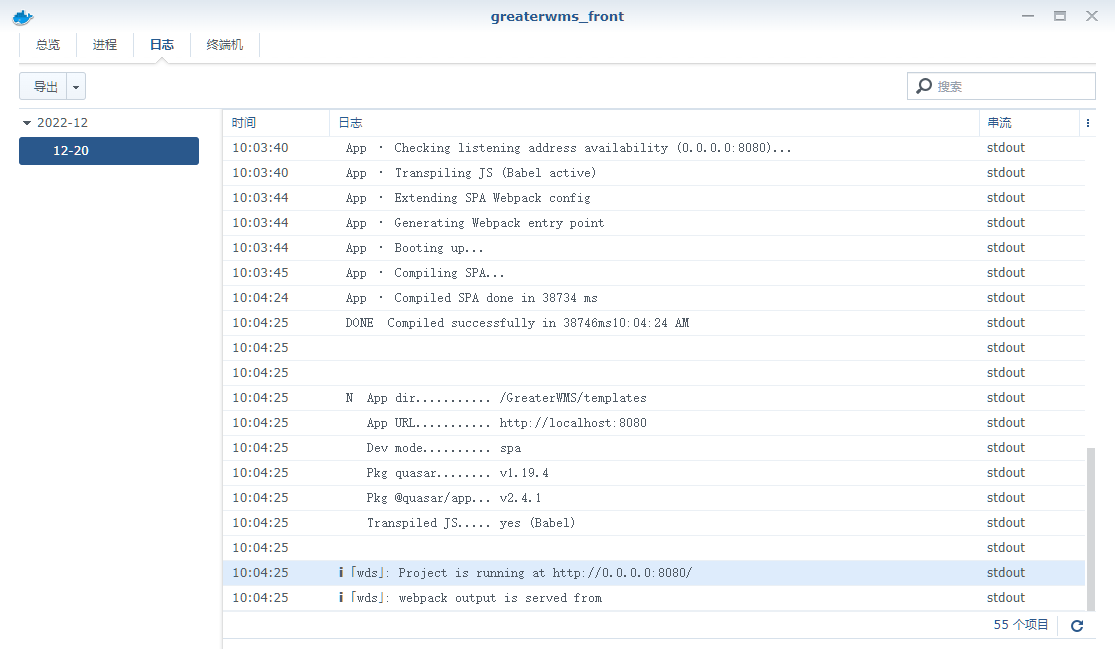 greaterwms_front
总览 进程 日志 终端机
导出 搜索
2022-12
12-20
时间 日志 串流
10:03:40 App · Checking listening address availability (0.0.0.0:8080)... stdout
10:03:40 App · Transpiling JS (Babel active) stdout
10:03:44 App · Extending SPA Webpack config stdout
10:03:44 App · Generating Webpack entry point stdout
10:03:44 App · Booting up... stdout
10:03:45 App · Compiling SPA... stdout
10:04:24 App · Compiled SPA done in 38734 ms stdout
10:04:25 DONE Compiled successfully in 38746ms10:04:24 AM stdout
10:04:25 stdout
10:04:25 stdout
10:04:25 N App dir........... /GreaterWMS/templates stdout
10:04:25 App URL........... http://localhost:8080 stdout
10:04:25 Dev mode.......... spa stdout
10:04:25 Pkg quasar........ v1.19.4 stdout
10:04:25 Pkg @quasar/app... v2.4.1 stdout
10:04:25 Transpiled JS..... yes (Babel) stdout
10:04:25 stdout
10:04:25 ℹ 「wds」: Project is running at http://0.0.0.0:8080/ stdout
10:04:25 ℹ 「wds」: webpack output is served from stdout
55 个项目